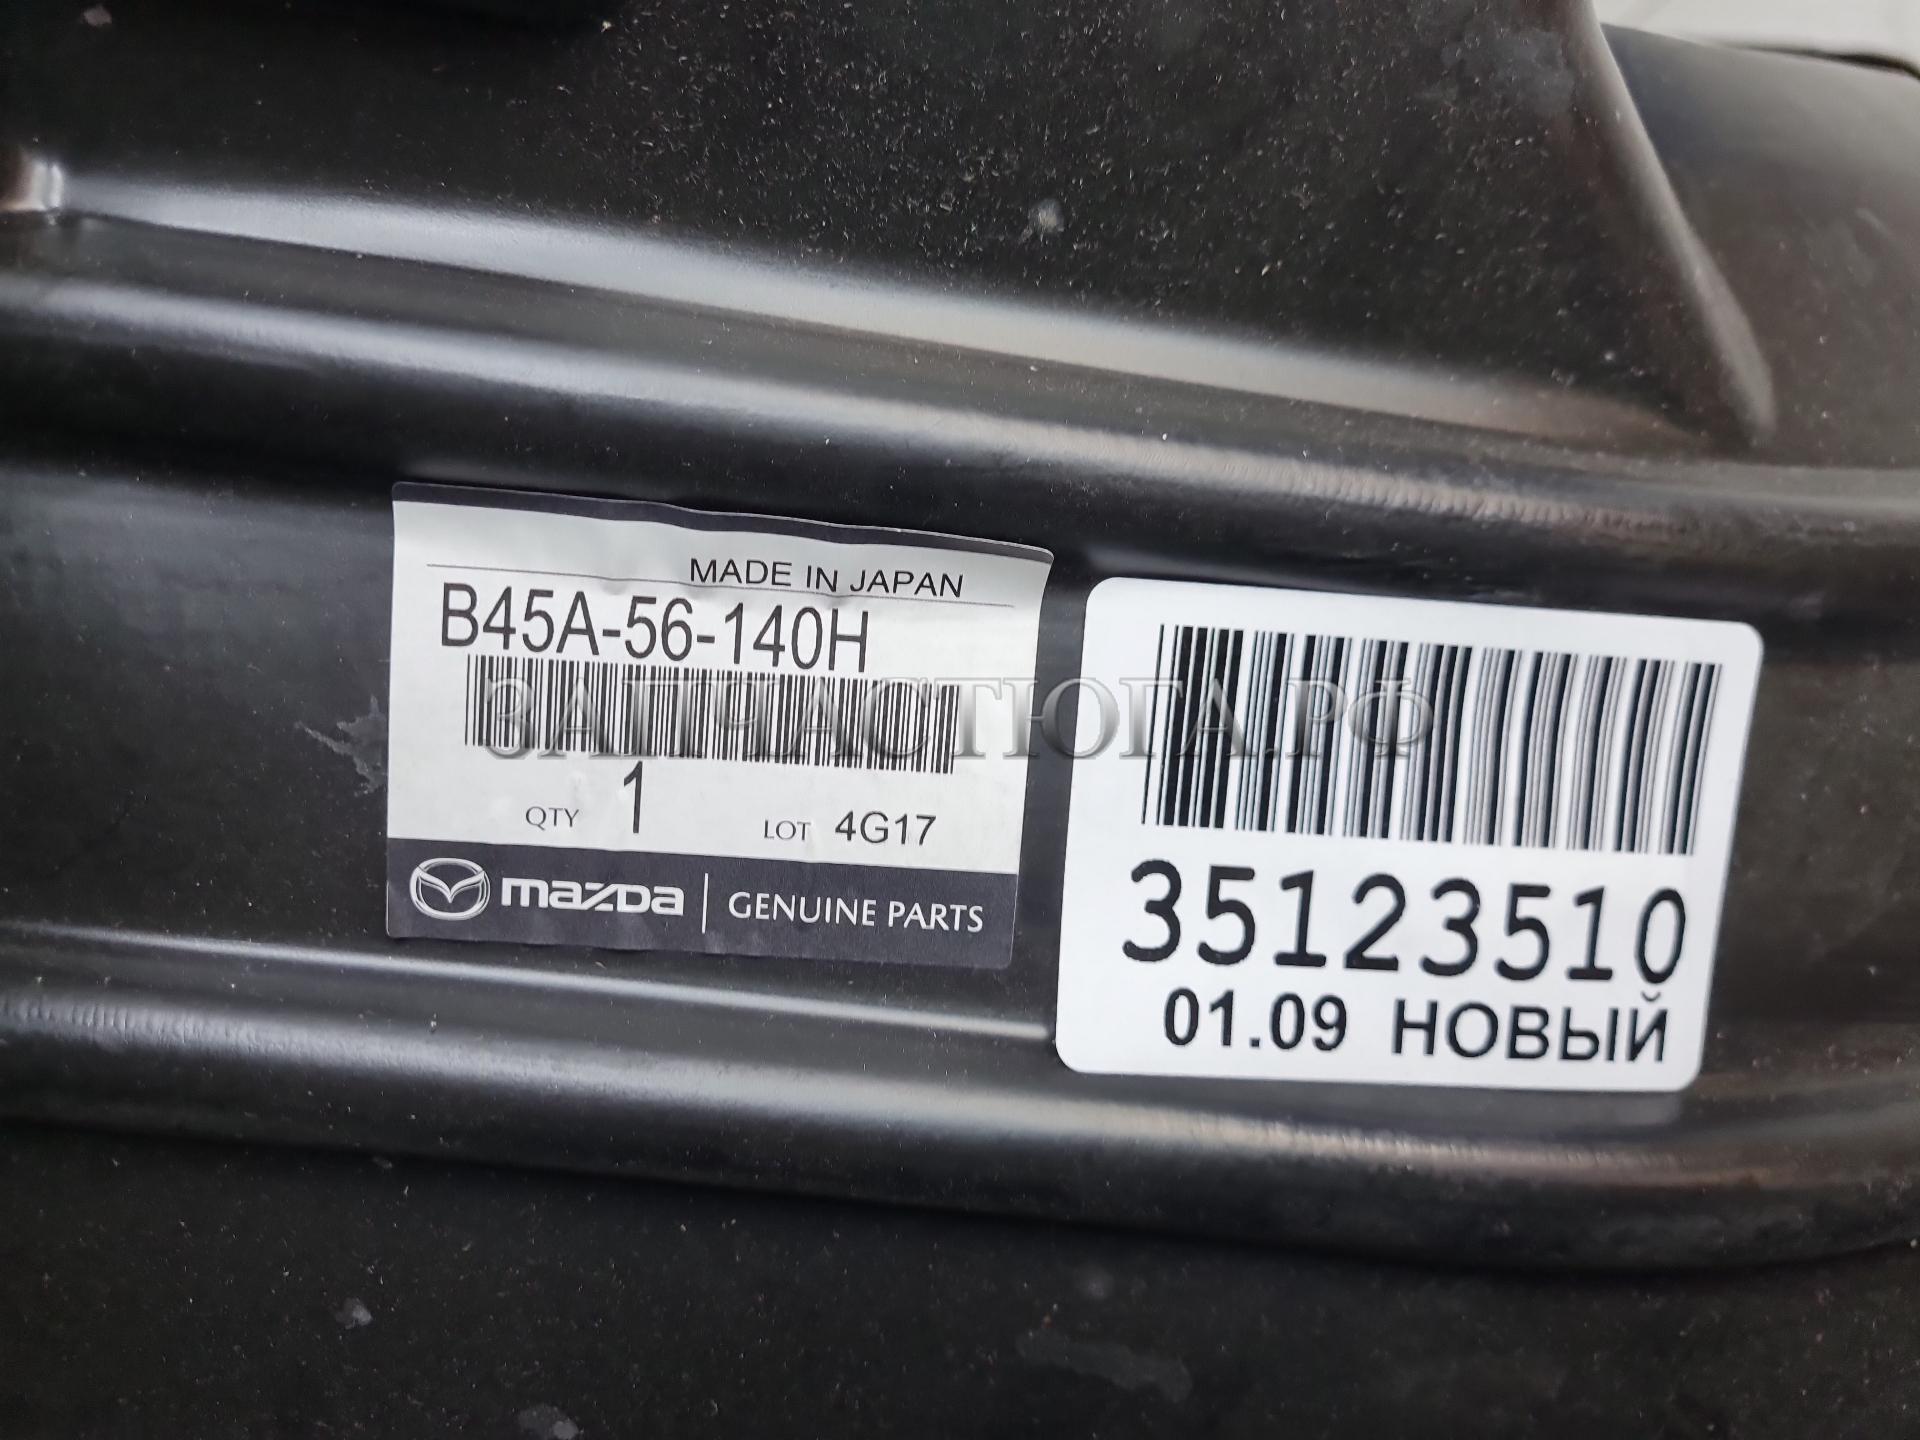 MADE IN JAPAN
B45A-56-140H
ЗАПЧАСТЮГА.РФ
QTY 1 LOT 4G17
mazda | GENUINE PARTS
35123510
01.09 НОВЫЙ